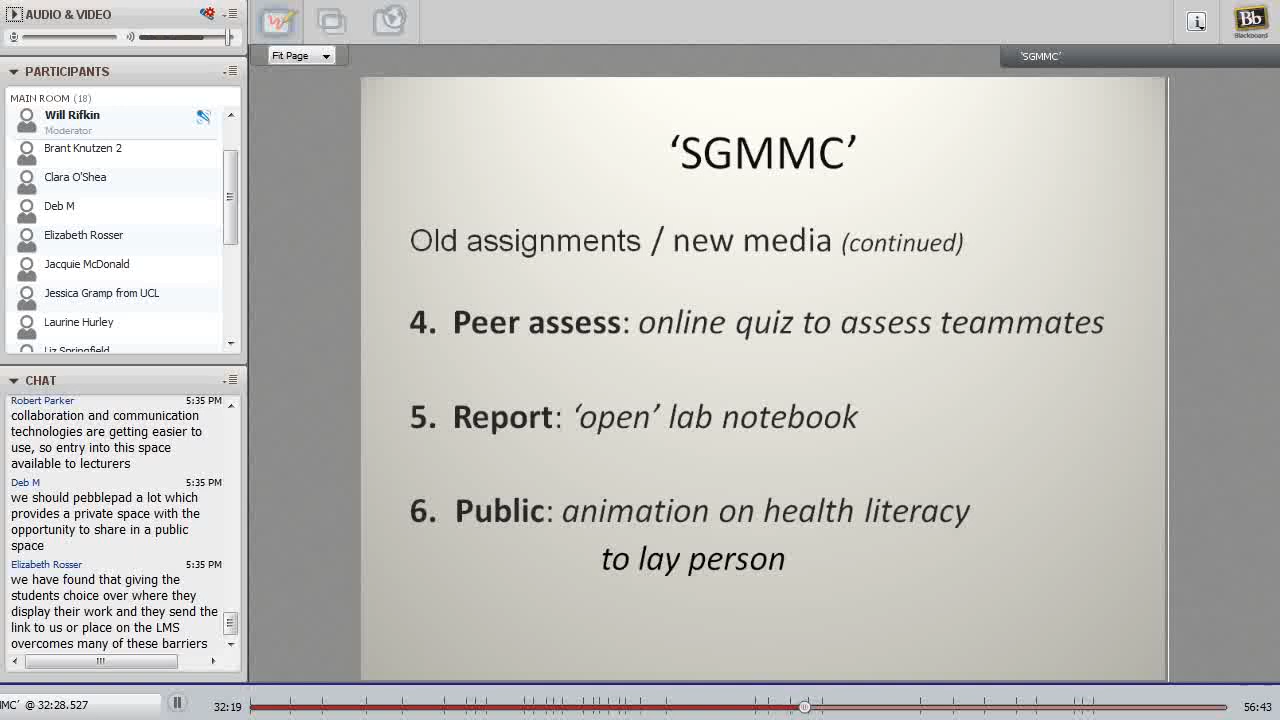 AUDIO & VIDEO
PARTICIPANTS
MAIN ROOM (18)
Will Rifkin
Moderator
Brant Knutzen 2
Clara O'Shea
Deb M
Elizabeth Rosser
Jacquie McDonald
Jessica Gramp from UCL
Laurine Hurley
Liz Springfield
CHAT
Robert Parker 5:35 PM
collaboration and communication
technologies are getting easier to
use, so entry into this space
available to lecturers
Deb M 5:35 PM
we should pebblepad a lot which
provides a private space with the
opportunity to share in a public
space
Elizabeth Rosser 5:35 PM
we have found that giving the
students choice over where they
display their work and they send the
link to us or place on the LMS
overcomes many of these barriers
Fit Page
'SGMMC'
Bb
Blackboard
‘SGMMC’
Old assignments / new media (continued)
4. Peer assess: online quiz to assess teammates
5. Report: ‘open’ lab notebook
6. Public: animation on health literacy
to lay person
MC' @ 32:28.527
32:19
56:43